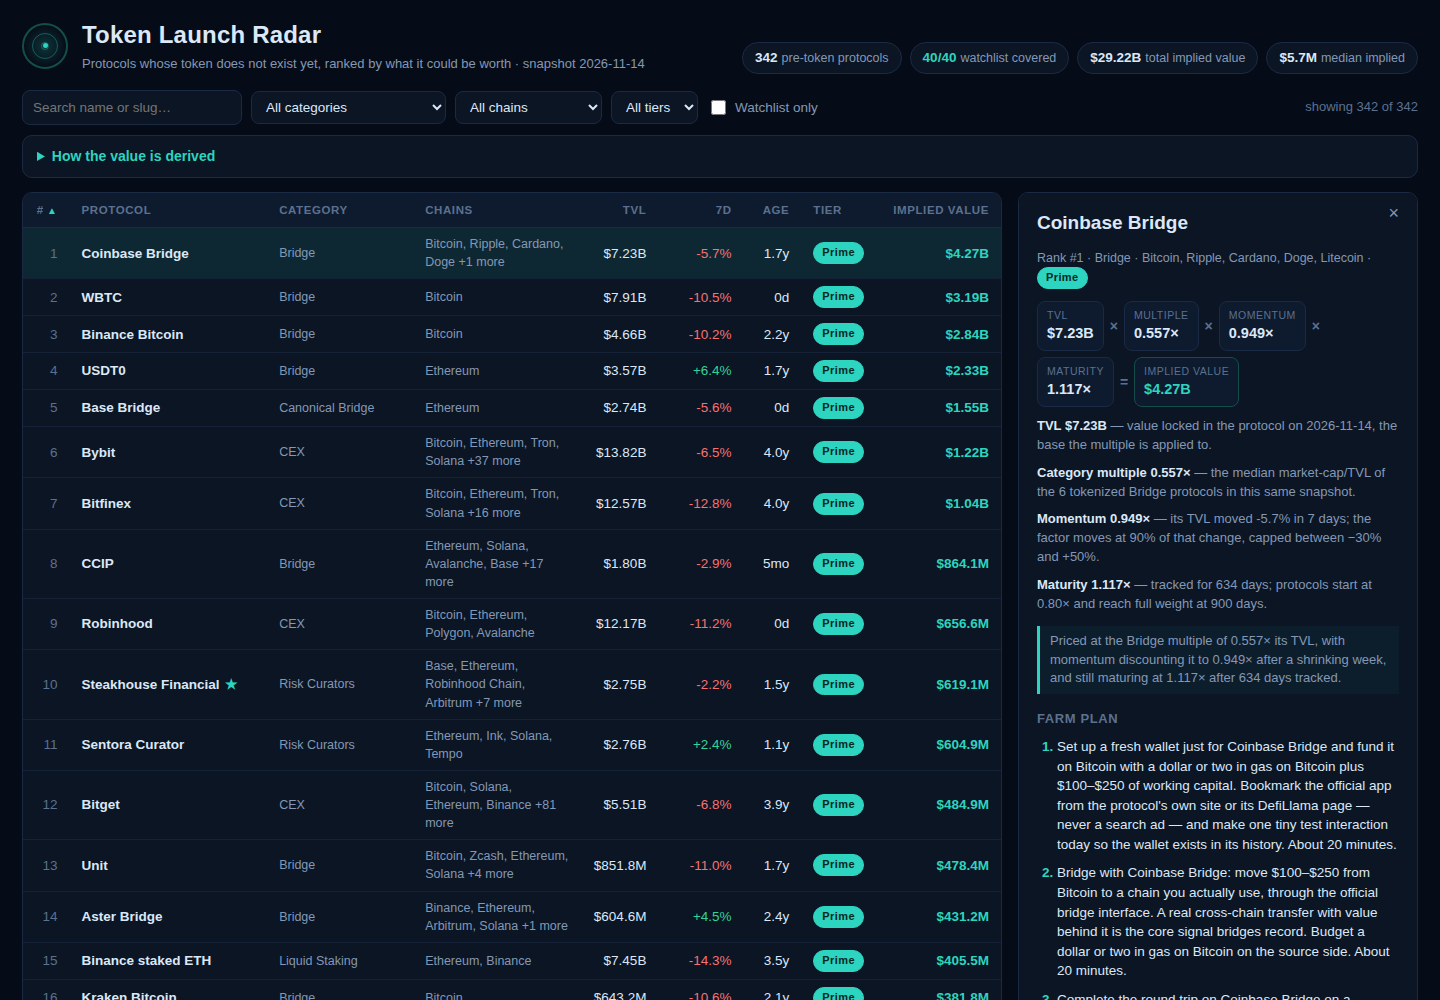 Token Launch Radar
Protocols whose token does not exist yet, ranked by what it could be worth · snapshot 2026-11-14
342 pre-token protocols
40/40 watchlist covered
$29.22B total implied value
$5.7M median implied
Search name or slug…
All categories
All chains
All tiers
Watchlist only
showing 342 of 342
▶ How the value is derived
# ▲ PROTOCOL CATEGORY CHAINS TVL 7D AGE TIER IMPLIED VALUE
1 Coinbase Bridge Bridge Bitcoin, Ripple, Cardano, Doge +1 more $7.23B -5.7% 1.7y Prime $4.27B
2 WBTC Bridge Bitcoin $7.91B -10.5% 0d Prime $3.19B
3 Binance Bitcoin Bridge Bitcoin $4.66B -10.2% 2.2y Prime $2.84B
4 USDT0 Bridge Ethereum $3.57B +6.4% 1.7y Prime $2.33B
5 Base Bridge Canonical Bridge Ethereum $2.74B -5.6% 0d Prime $1.55B
6 Bybit CEX Bitcoin, Ethereum, Tron, Solana +37 more $13.82B -6.5% 4.0y Prime $1.22B
7 Bitfinex CEX Bitcoin, Ethereum, Tron, Solana +16 more $12.57B -12.8% 4.0y Prime $1.04B
8 CCIP Bridge Ethereum, Solana, Avalanche, Base +17 more $1.80B -2.9% 5mo Prime $864.1M
9 Robinhood CEX Bitcoin, Ethereum, Polygon, Avalanche $12.17B -11.2% 0d Prime $656.6M
10 Steakhouse Financial ★ Risk Curators Base, Ethereum, Robinhood Chain, Arbitrum +7 more $2.75B -2.2% 1.5y Prime $619.1M
11 Sentora Curator Risk Curators Ethereum, Ink, Solana, Tempo $2.76B +2.4% 1.1y Prime $604.9M
12 Bitget CEX Bitcoin, Solana, Ethereum, Binance +81 more $5.51B -6.8% 3.9y Prime $484.9M
13 Unit Bridge Bitcoin, Zcash, Ethereum, Solana +4 more $851.8M -11.0% 1.7y Prime $478.4M
14 Aster Bridge Bridge Binance, Ethereum, Arbitrum, Solana +1 more $604.6M +4.5% 2.4y Prime $431.2M
15 Binance staked ETH Liquid Staking Ethereum, Binance $7.45B -14.3% 3.5y Prime $405.5M
16 Kraken Bitcoin Bridge Bitcoin $643.2M -10.6% 2.1y Prime $381.8M
Coinbase Bridge
×
Rank #1 · Bridge · Bitcoin, Ripple, Cardano, Doge, Litecoin ·
Prime
TVL $7.23B × MULTIPLE 0.557× × MOMENTUM 0.949× ×
MATURITY 1.117× = IMPLIED VALUE $4.27B
TVL $7.23B — value locked in the protocol on 2026-11-14, the
base the multiple is applied to.
Category multiple 0.557× — the median market-cap/TVL of
the 6 tokenized Bridge protocols in this same snapshot.
Momentum 0.949× — its TVL moved -5.7% in 7 days; the
factor moves at 90% of that change, capped between −30%
and +50%.
Maturity 1.117× — tracked for 634 days; protocols start at
0.80× and reach full weight at 900 days.
Priced at the Bridge multiple of 0.557× its TVL, with
momentum discounting it to 0.949× after a shrinking week,
and still maturing at 1.117× after 634 days tracked.
FARM PLAN
1. Set up a fresh wallet just for Coinbase Bridge and fund it
on Bitcoin with a dollar or two in gas on Bitcoin plus
$100–$250 of working capital. Bookmark the official app
from the protocol's own site or its DefiLlama page —
never a search ad — and make one tiny test interaction
today so the wallet exists in its history. About 20 minutes.
2. Bridge with Coinbase Bridge: move $100–$250 from
Bitcoin to a chain you actually use, through the official
bridge interface. A real cross-chain transfer with value
behind it is the core signal bridges record. Budget a
dollar or two in gas on Bitcoin on the source side. About
20 minutes.
3. Complete the round trip on Coinbase Bridge on a